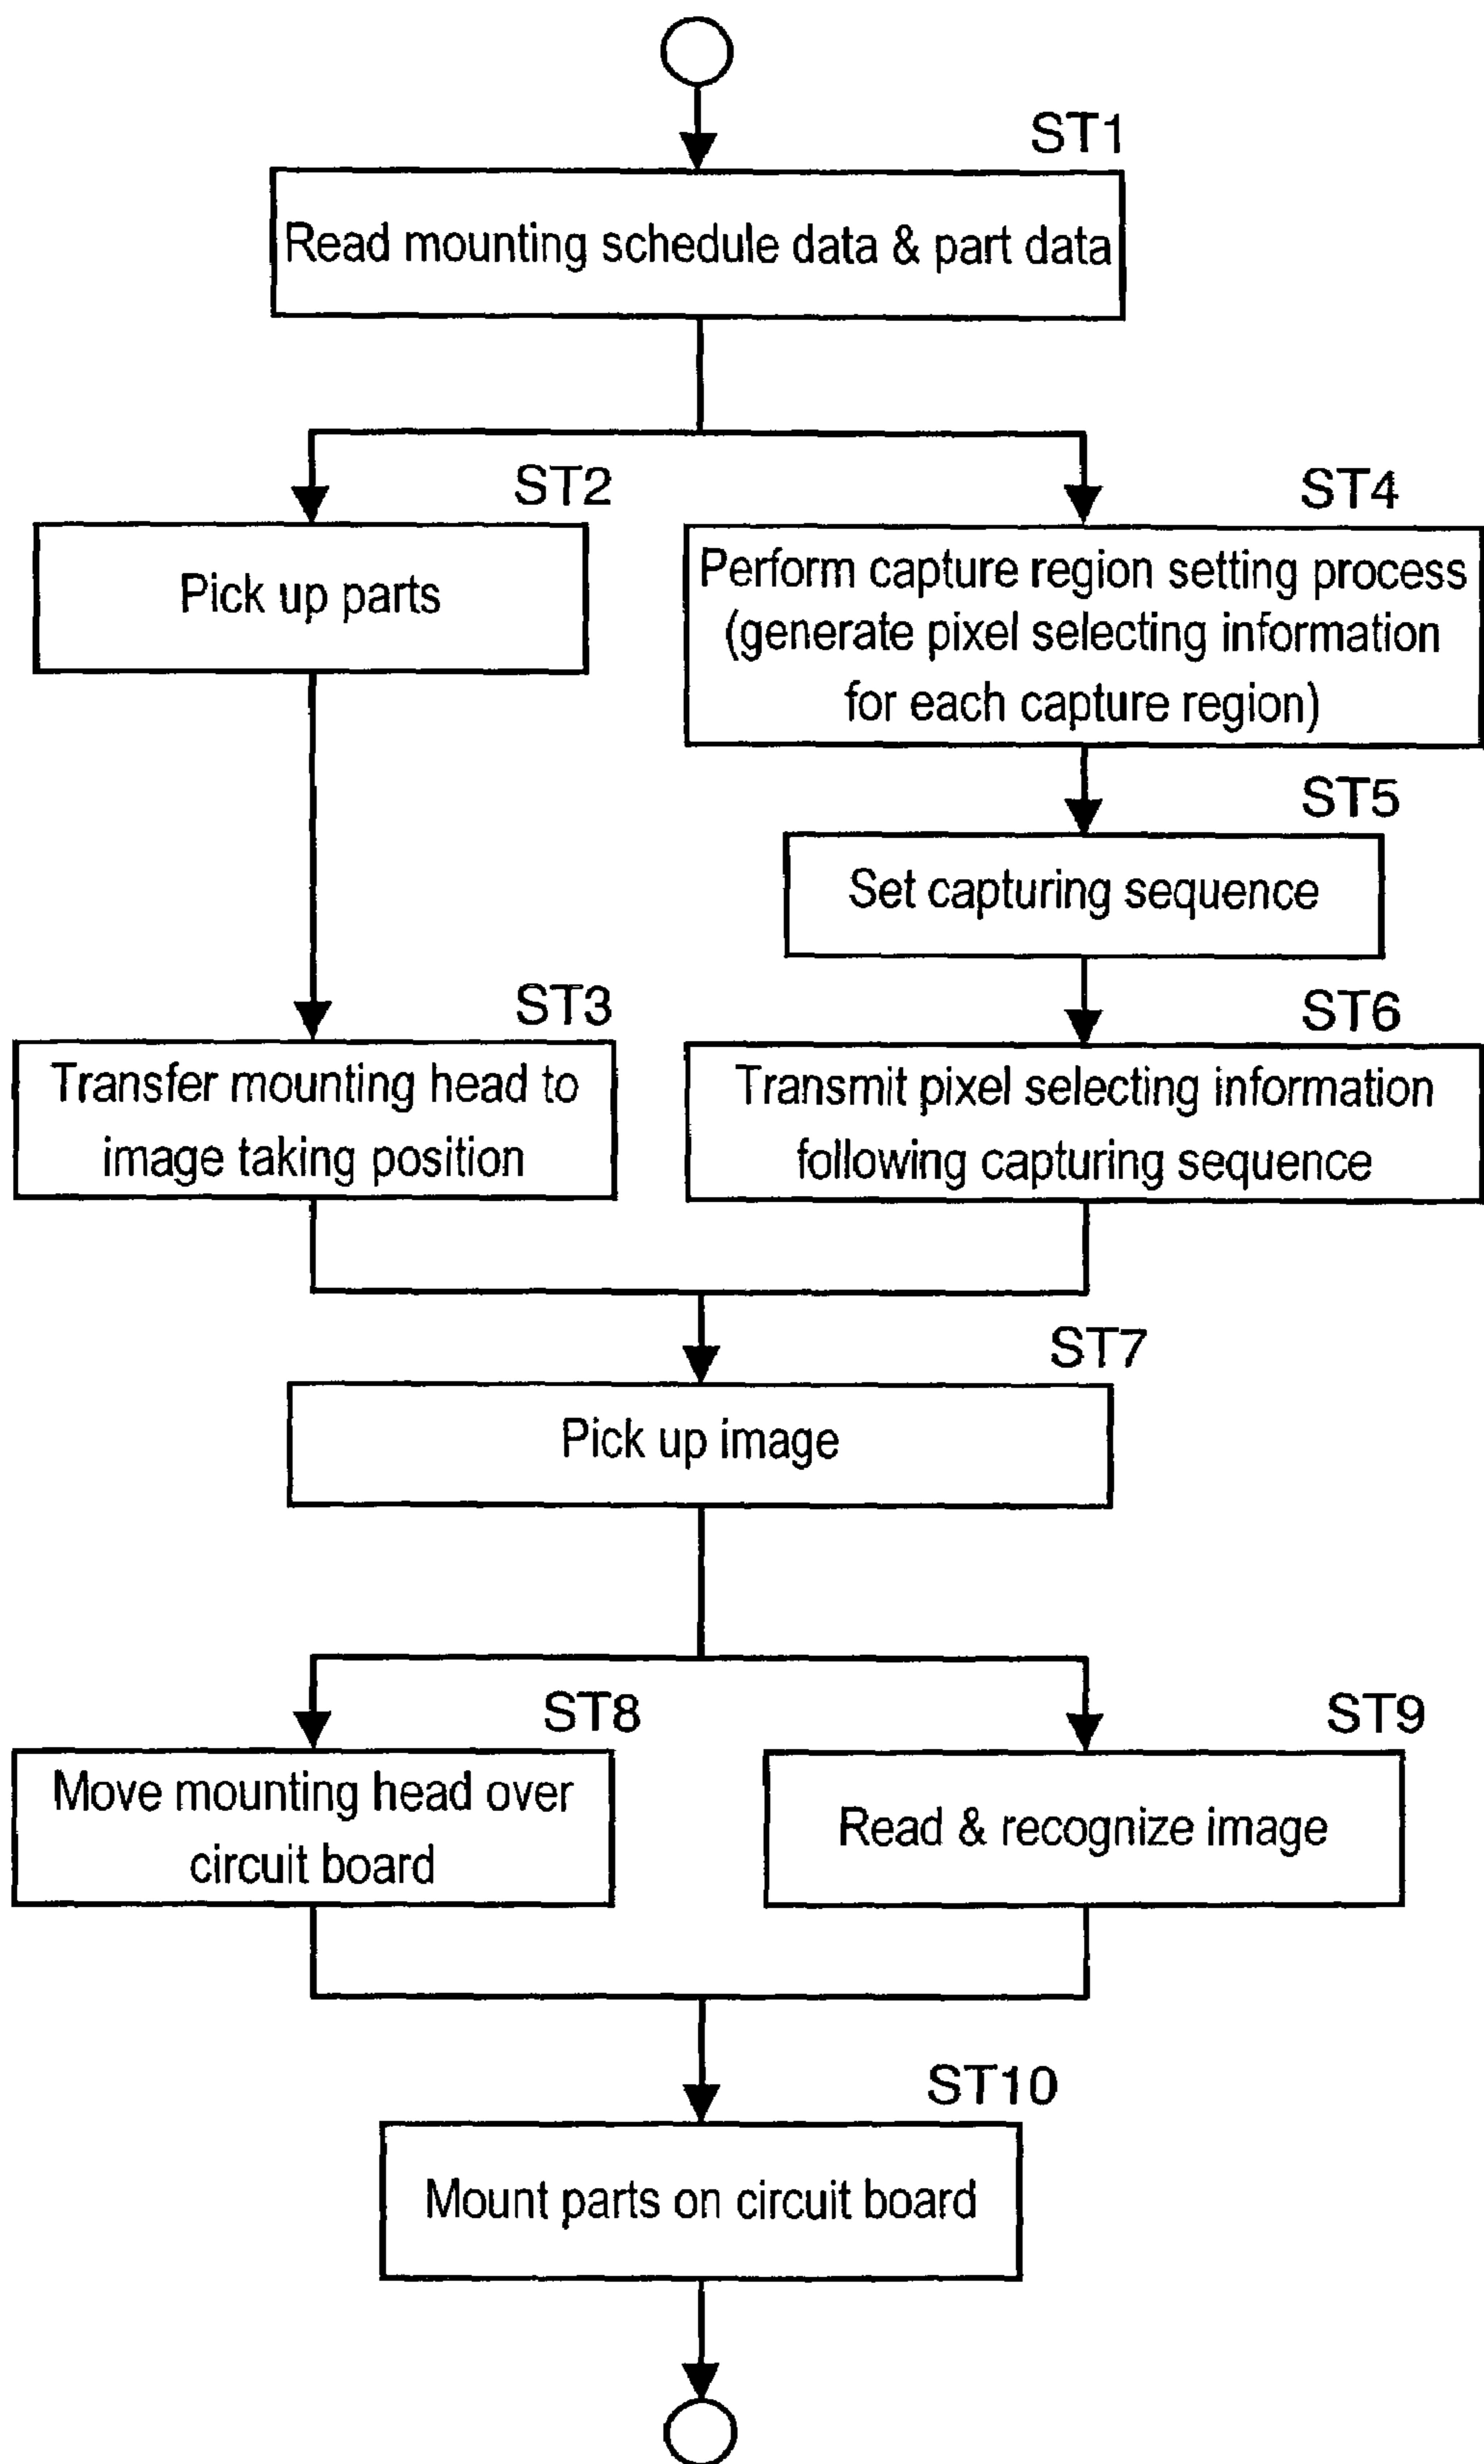 ST1
Read mounting schedule data & part data
ST2
Pick up parts
ST4
Perform capture region setting process
(generate pixel selecting information
for each capture region)
ST5
Set capturing sequence
ST3
Transfer mounting head to
image taking position
ST6
Transmit pixel selecting information
following capturing sequence
ST7
Pick up image
ST8
Move mounting head over
circuit board
ST9
Read & recognize image
ST10
Mount parts on circuit board